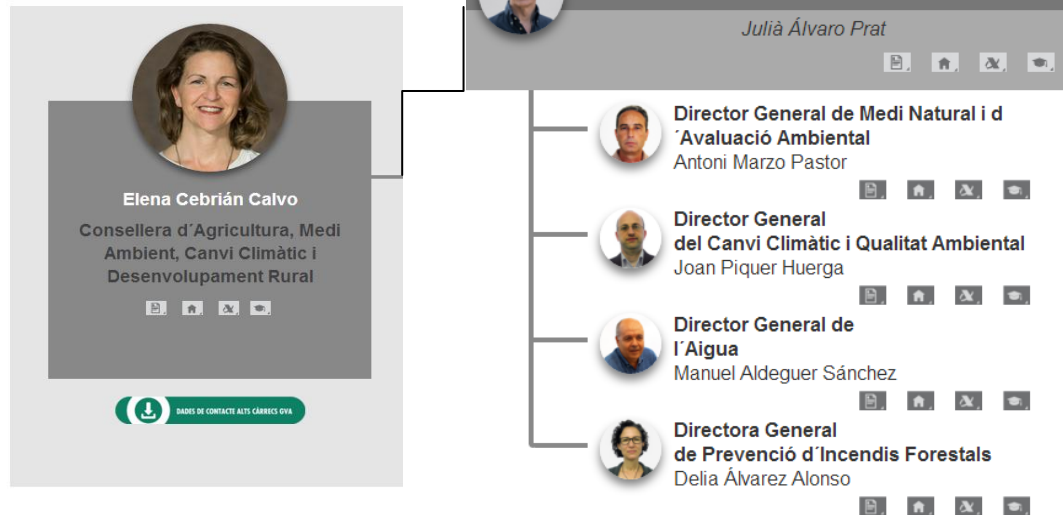 Elena Cebrián Calvo
Consellera d´Agricultura, Medi
Ambient, Canvi Climàtic i
Desenvolupament Rural
DADES DE CONTACTE ALTS CÀRRECS GVA
Julià Álvaro Prat
Director General de Medi Natural i d
´Avaluació Ambiental
Antoni Marzo Pastor
Director General
del Canvi Climàtic i Qualitat Ambiental
Joan Piquer Huerga
Director General de
l´Aigua
Manuel Aldeguer Sánchez
Directora General
de Prevenció d´Incendis Forestals
Delia Álvarez Alonso